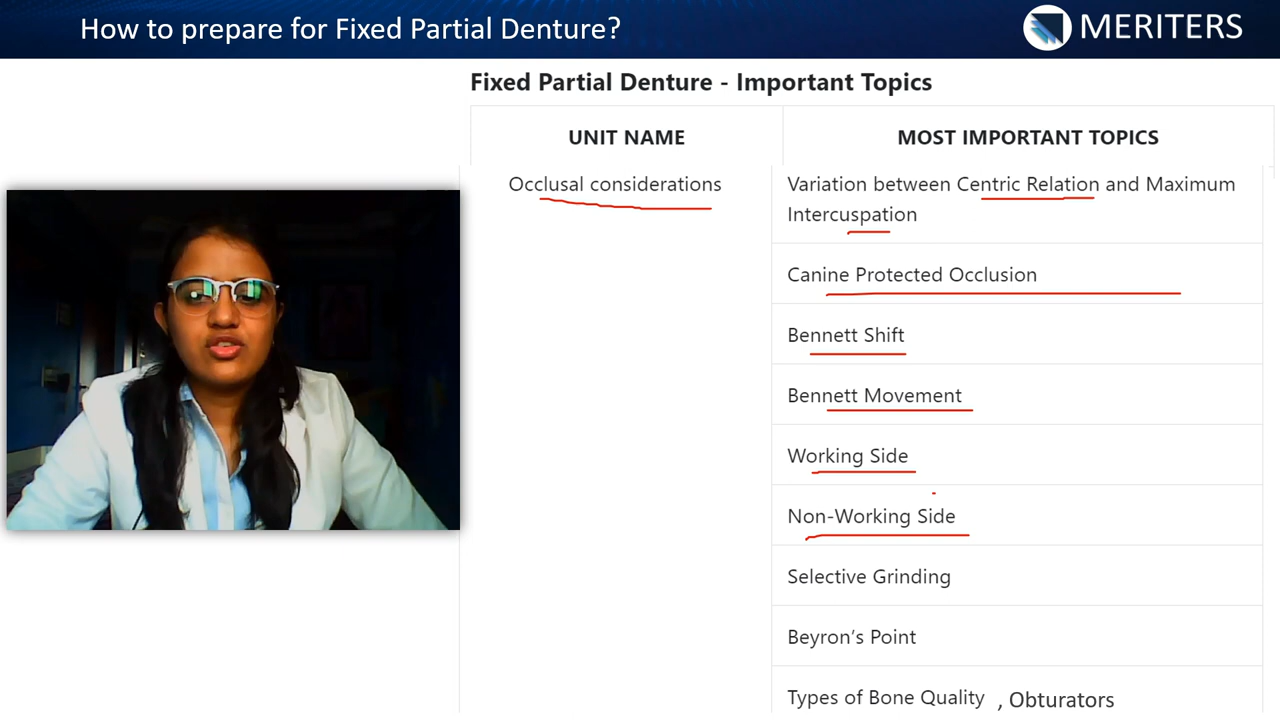 How to prepare for Fixed Partial Denture?
MERITERS
Fixed Partial Denture - Important Topics
UNIT NAME
MOST IMPORTANT TOPICS
Occlusal considerations
Variation between Centric Relation and Maximum
Intercuspation
Canine Protected Occlusion
Bennett Shift
Bennett Movement
Working Side
Non-Working Side
Selective Grinding
Beyron’s Point
Types of Bone Quality , Obturators